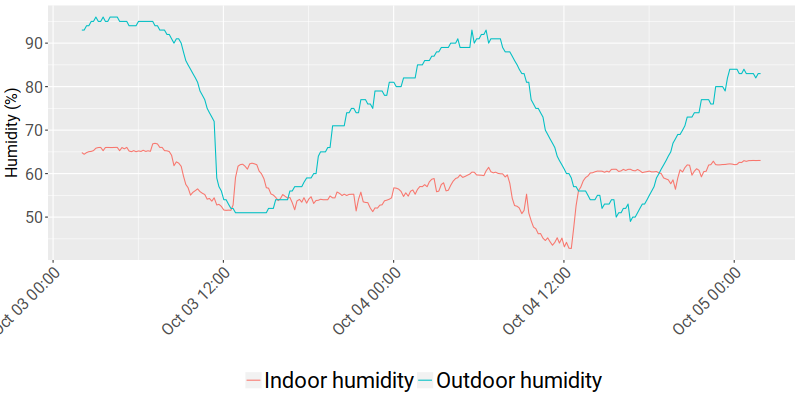 Humidity (%)
90
80
70
60
50
Oct 03 00:00
Oct 03 12:00
Oct 04 00:00
Oct 04 12:00
Oct 05 00:00
Indoor humidity Outdoor humidity